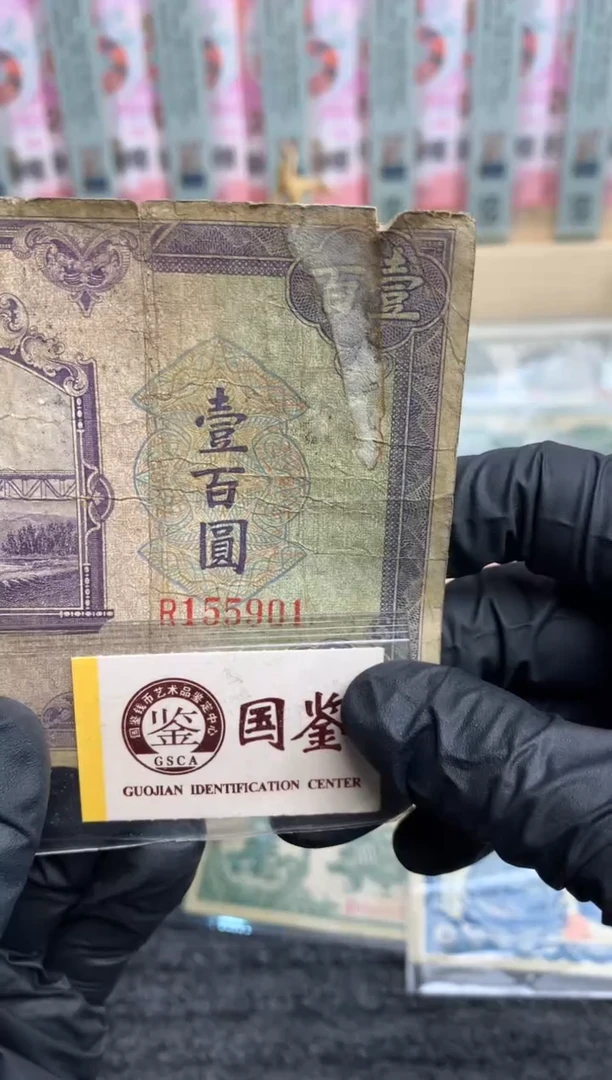 壹百
壹百圓
R155901
国鉴钱币艺术品鉴定中心
鉴
GSCA
国鉴
GUOJIAN IDENTIFICATION CENTER